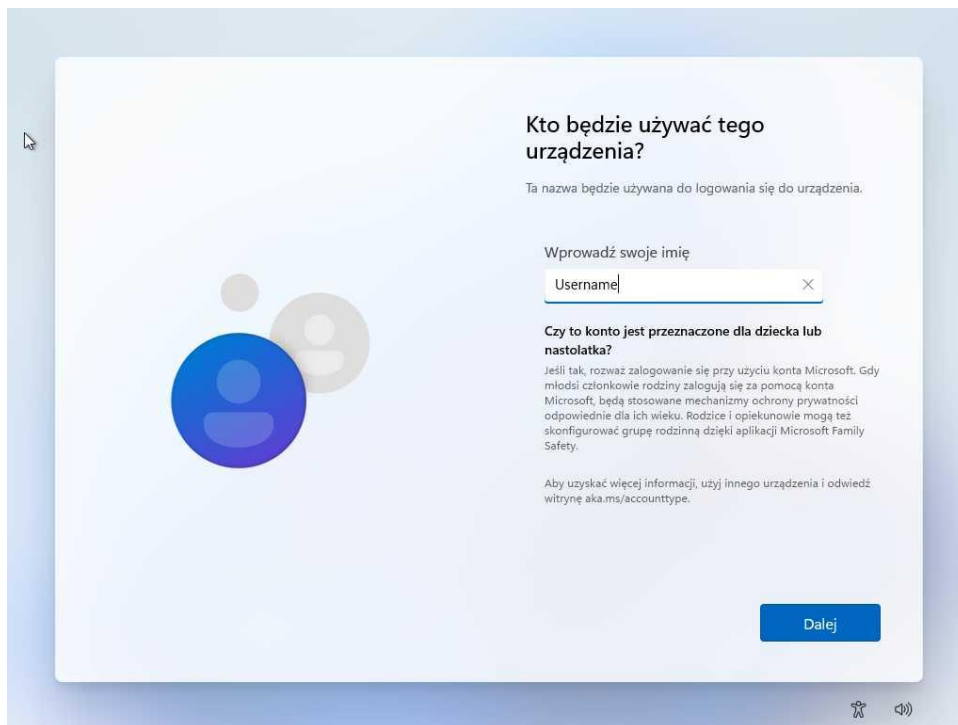 Kto będzie używać tego
urządzenia?
Ta nazwa będzie używana do logowania się do urządzenia.
Wprowadź swoje imię
Username
Czy to konto jest przeznaczone dla dziecka lub
nastolatka?
Jeśli tak, rozważ zalogowanie się przy użyciu konta Microsoft. Gdy
młodsi członkowie rodziny zalogują się za pomocą konta
Microsoft, będą stosowane mechanizmy ochrony prywatności
odpowiednie dla ich wieku. Rodzice i opiekunowie mogą też
skonfigurować grupę rodzinną dzięki aplikacji Microsoft Family
Safety.
Aby uzyskać więcej informacji, użyj innego urządzenia i odwiedź
witrynę aka.ms/accounttype.
Dalej